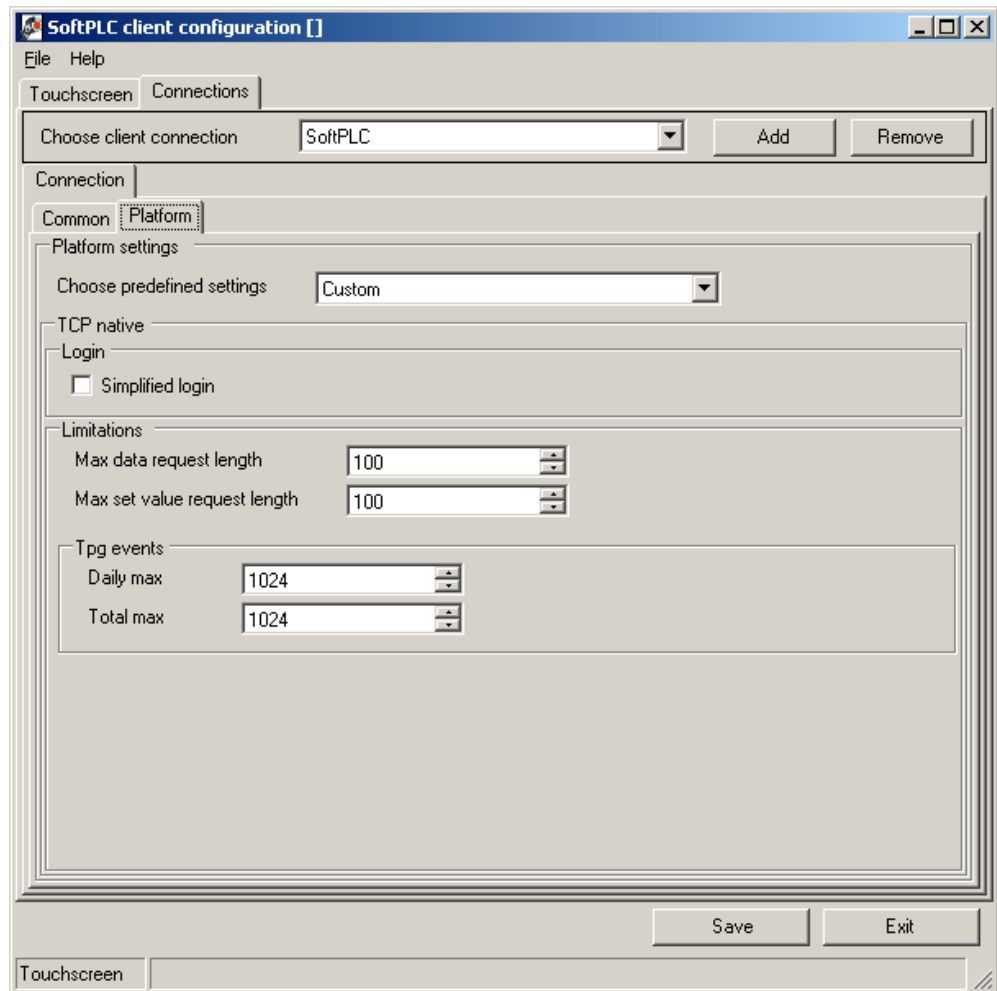 SoftPLC client configuration []
File Help
Touchscreen Connections
Choose client connection SoftPLC Add Remove
Connection
Common Platform
Platform settings
Choose predefined settings Custom
TCP native
Login
Simplified login
Limitations
Max data request length 100
Max set value request length 100
Tpg events
Daily max 1024
Total max 1024
Save Exit
Touchscreen